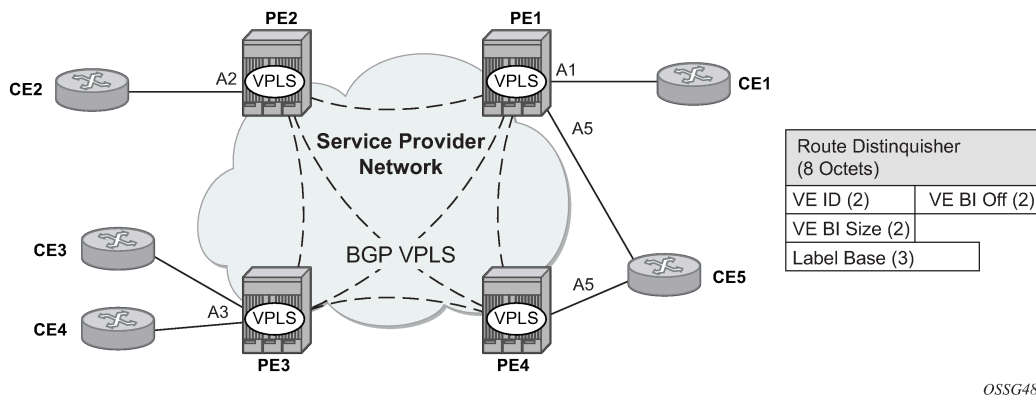 PE2
PE1
VPLS
VPLS
CE2
A2
A1
CE1
A5
Service Provider
Network
Route Distinquisher
(8 Octets)
VE ID (2)
VE BI Off (2)
VE BI Size (2)
Label Base (3)
CE3
BGP VPLS
CE4
A3
VPLS
VPLS
A5
CE5
PE3
PE4
OSSG48